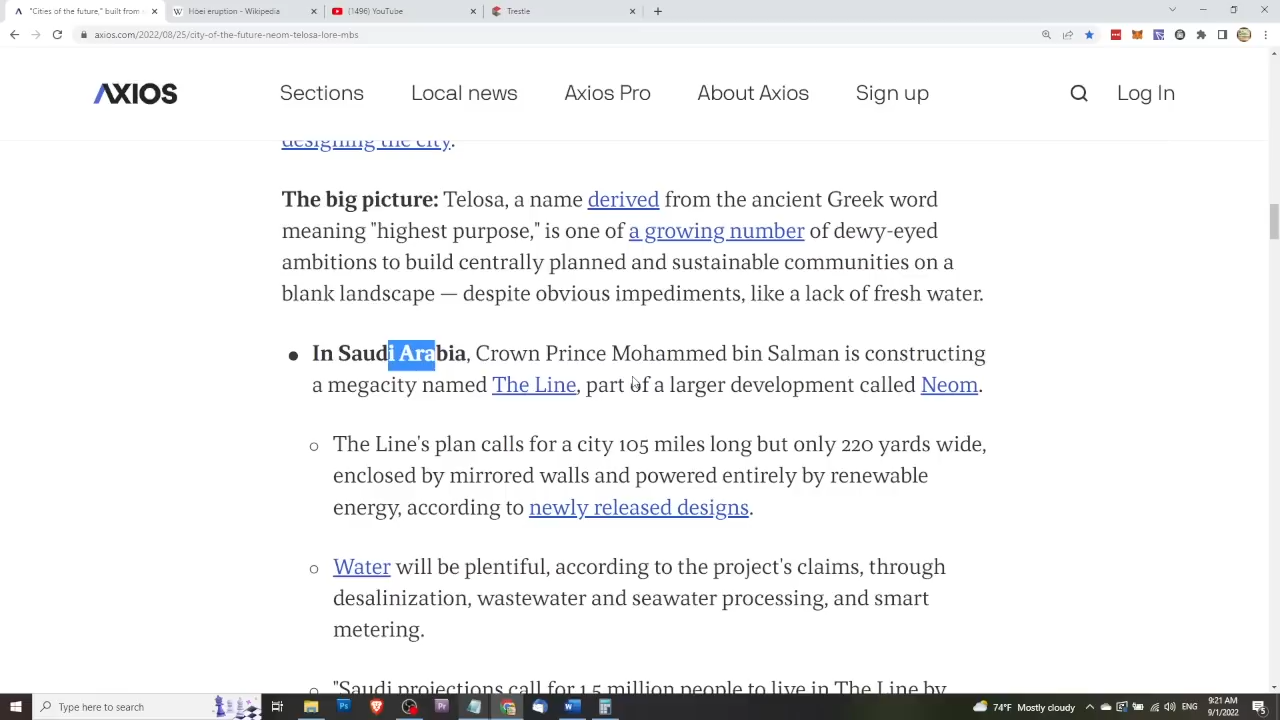 "Cities of the future," built from
Hōei eruption - Wikipedia
(1496) YouTube
Trestle
axios.com/2022/08/25/city-of-the-future-neom-telosa-lore-mbs
AXIOS
Sections
Local news
Axios Pro
About Axios
Sign up
Log In
designing the city.
The big picture: Telosa, a name derived from the ancient Greek word
meaning "highest purpose," is one of a growing number of dewy-eyed
ambitions to build centrally planned and sustainable communities on a
blank landscape — despite obvious impediments, like a lack of fresh water.
In Saudi Arabia, Crown Prince Mohammed bin Salman is constructing
a megacity named The Line, part of a larger development called Neom.
The Line's plan calls for a city 105 miles long but only 220 yards wide,
enclosed by mirrored walls and powered entirely by renewable
energy, according to newly released designs.
Water will be plentiful, according to the project's claims, through
desalinization, wastewater and seawater processing, and smart
metering.
"Saudi projections call for 1.5 million people to live in The Line by
Type here to search
74°F Mostly cloudy
9:21 AM
9/1/2022